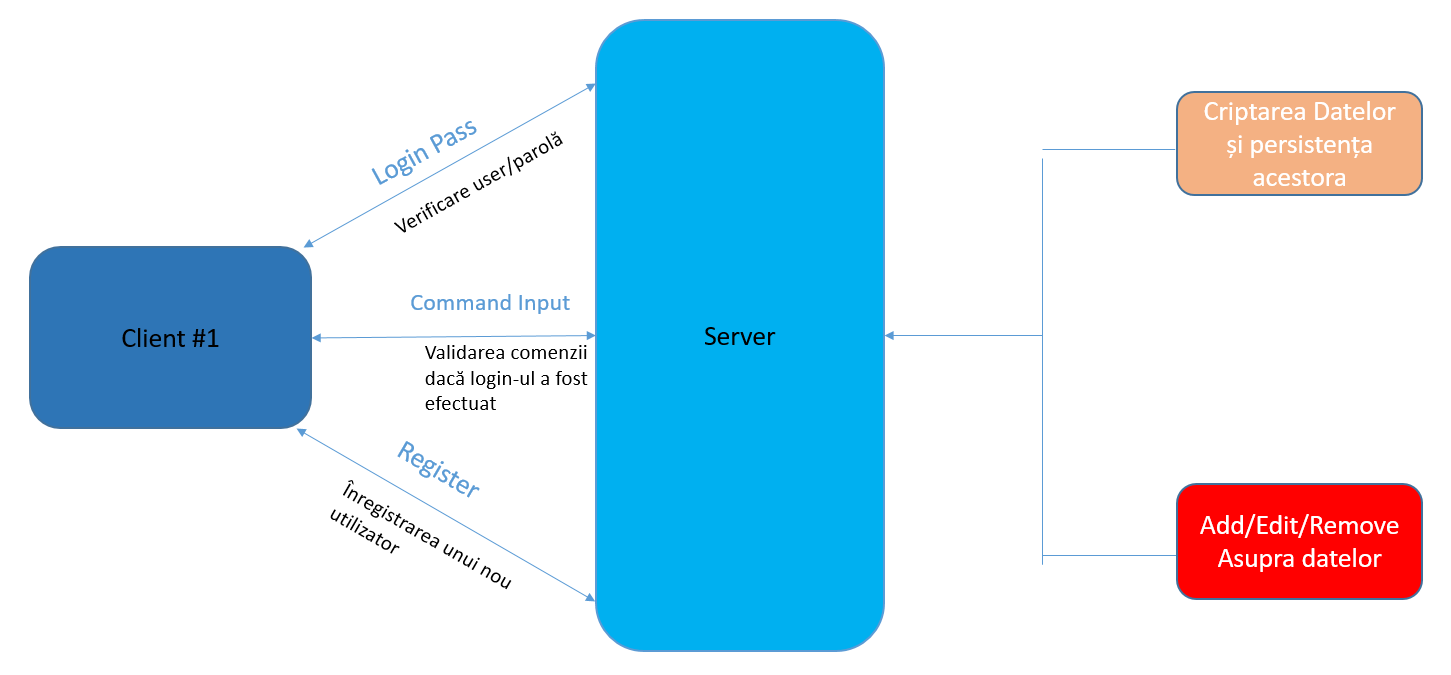 Login Pass
Verificare user/parolă
Client #1
Command Input
Validarea comenzii
dacă login-ul a fost
efectuat
Register
Înregistrarea unui nou
utilizator
Server
Criptarea Datelor
și persistența
acestora
Add/Edit/Remove
Asupra datelor